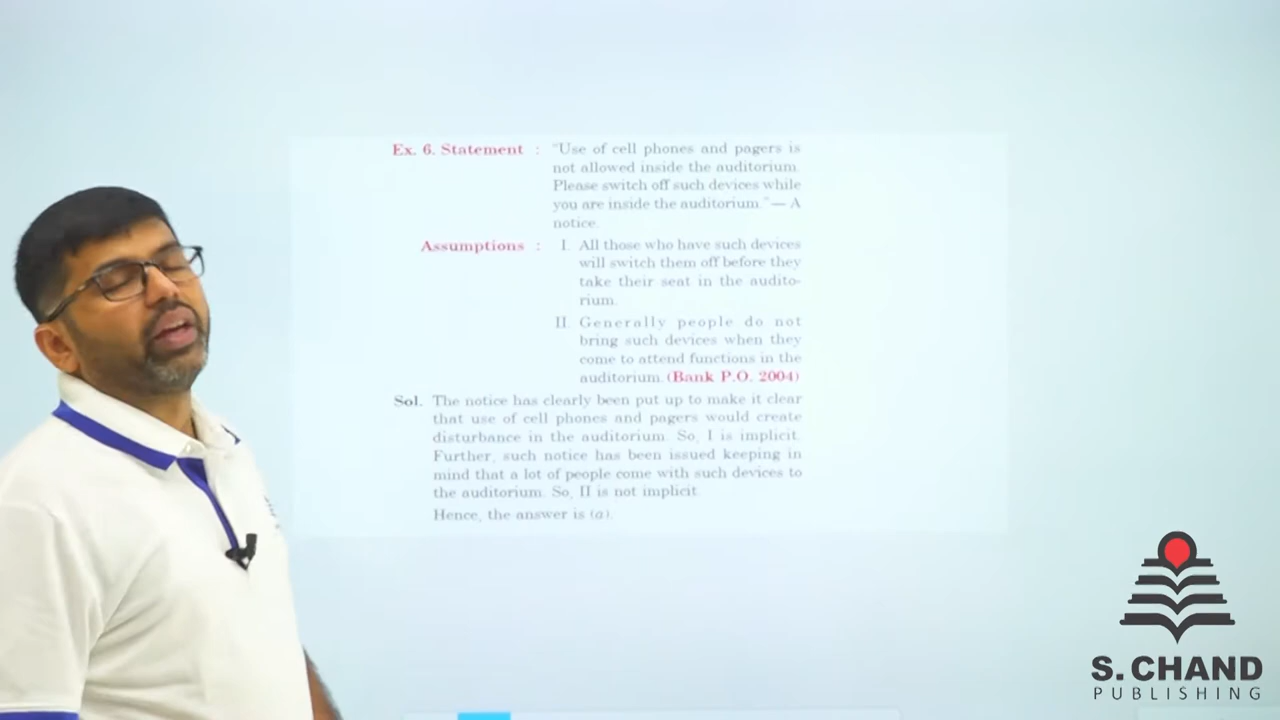 Ex. 6. Statement : "Use of cell phones and pagers is
not allowed inside the auditorium.
Please switch off such devices while
you are inside the auditorium."— A
notice.
Assumptions : I. All those who have such devices
will switch them off before they
take their seat in the audito-
rium.
II. Generally people do not
bring such devices when they
come to attend functions in the
auditorium. (Bank P.O. 2004)
Sol. The notice has clearly been put up to make it clear
that use of cell phones and pagers would create
disturbance in the auditorium. So, I is implicit.
Further, such notice has been issued keeping in
mind that a lot of people come with such devices to
the auditorium. So, II is not implicit.
Hence, the answer is (a).
S. CHAND
PUBLISHING